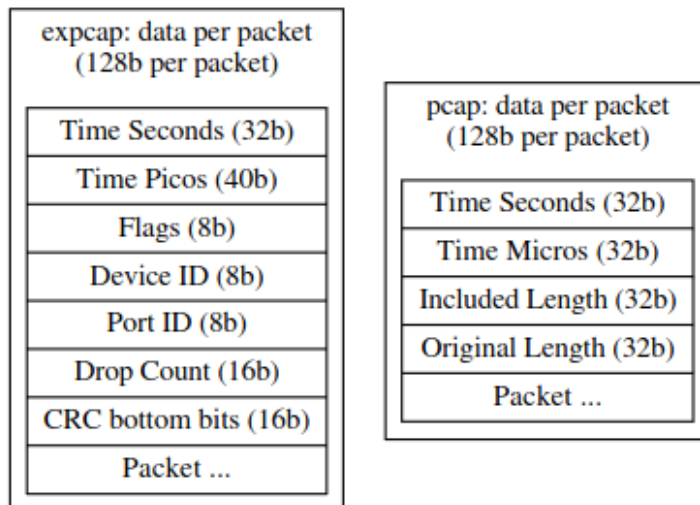 expcap: data per packet
(128b per packet)
Time Seconds (32b)
Time Picos (40b)
Flags (8b)
Device ID (8b)
Port ID (8b)
Drop Count (16b)
CRC bottom bits (16b)
Packet ...
pcap: data per packet
(128b per packet)
Time Seconds (32b)
Time Micros (32b)
Included Length (32b)
Original Length (32b)
Packet ...